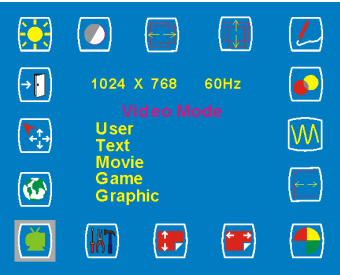 1024 X 768 60Hz
Video Mode
User
Text
Movie
Game
Graphic